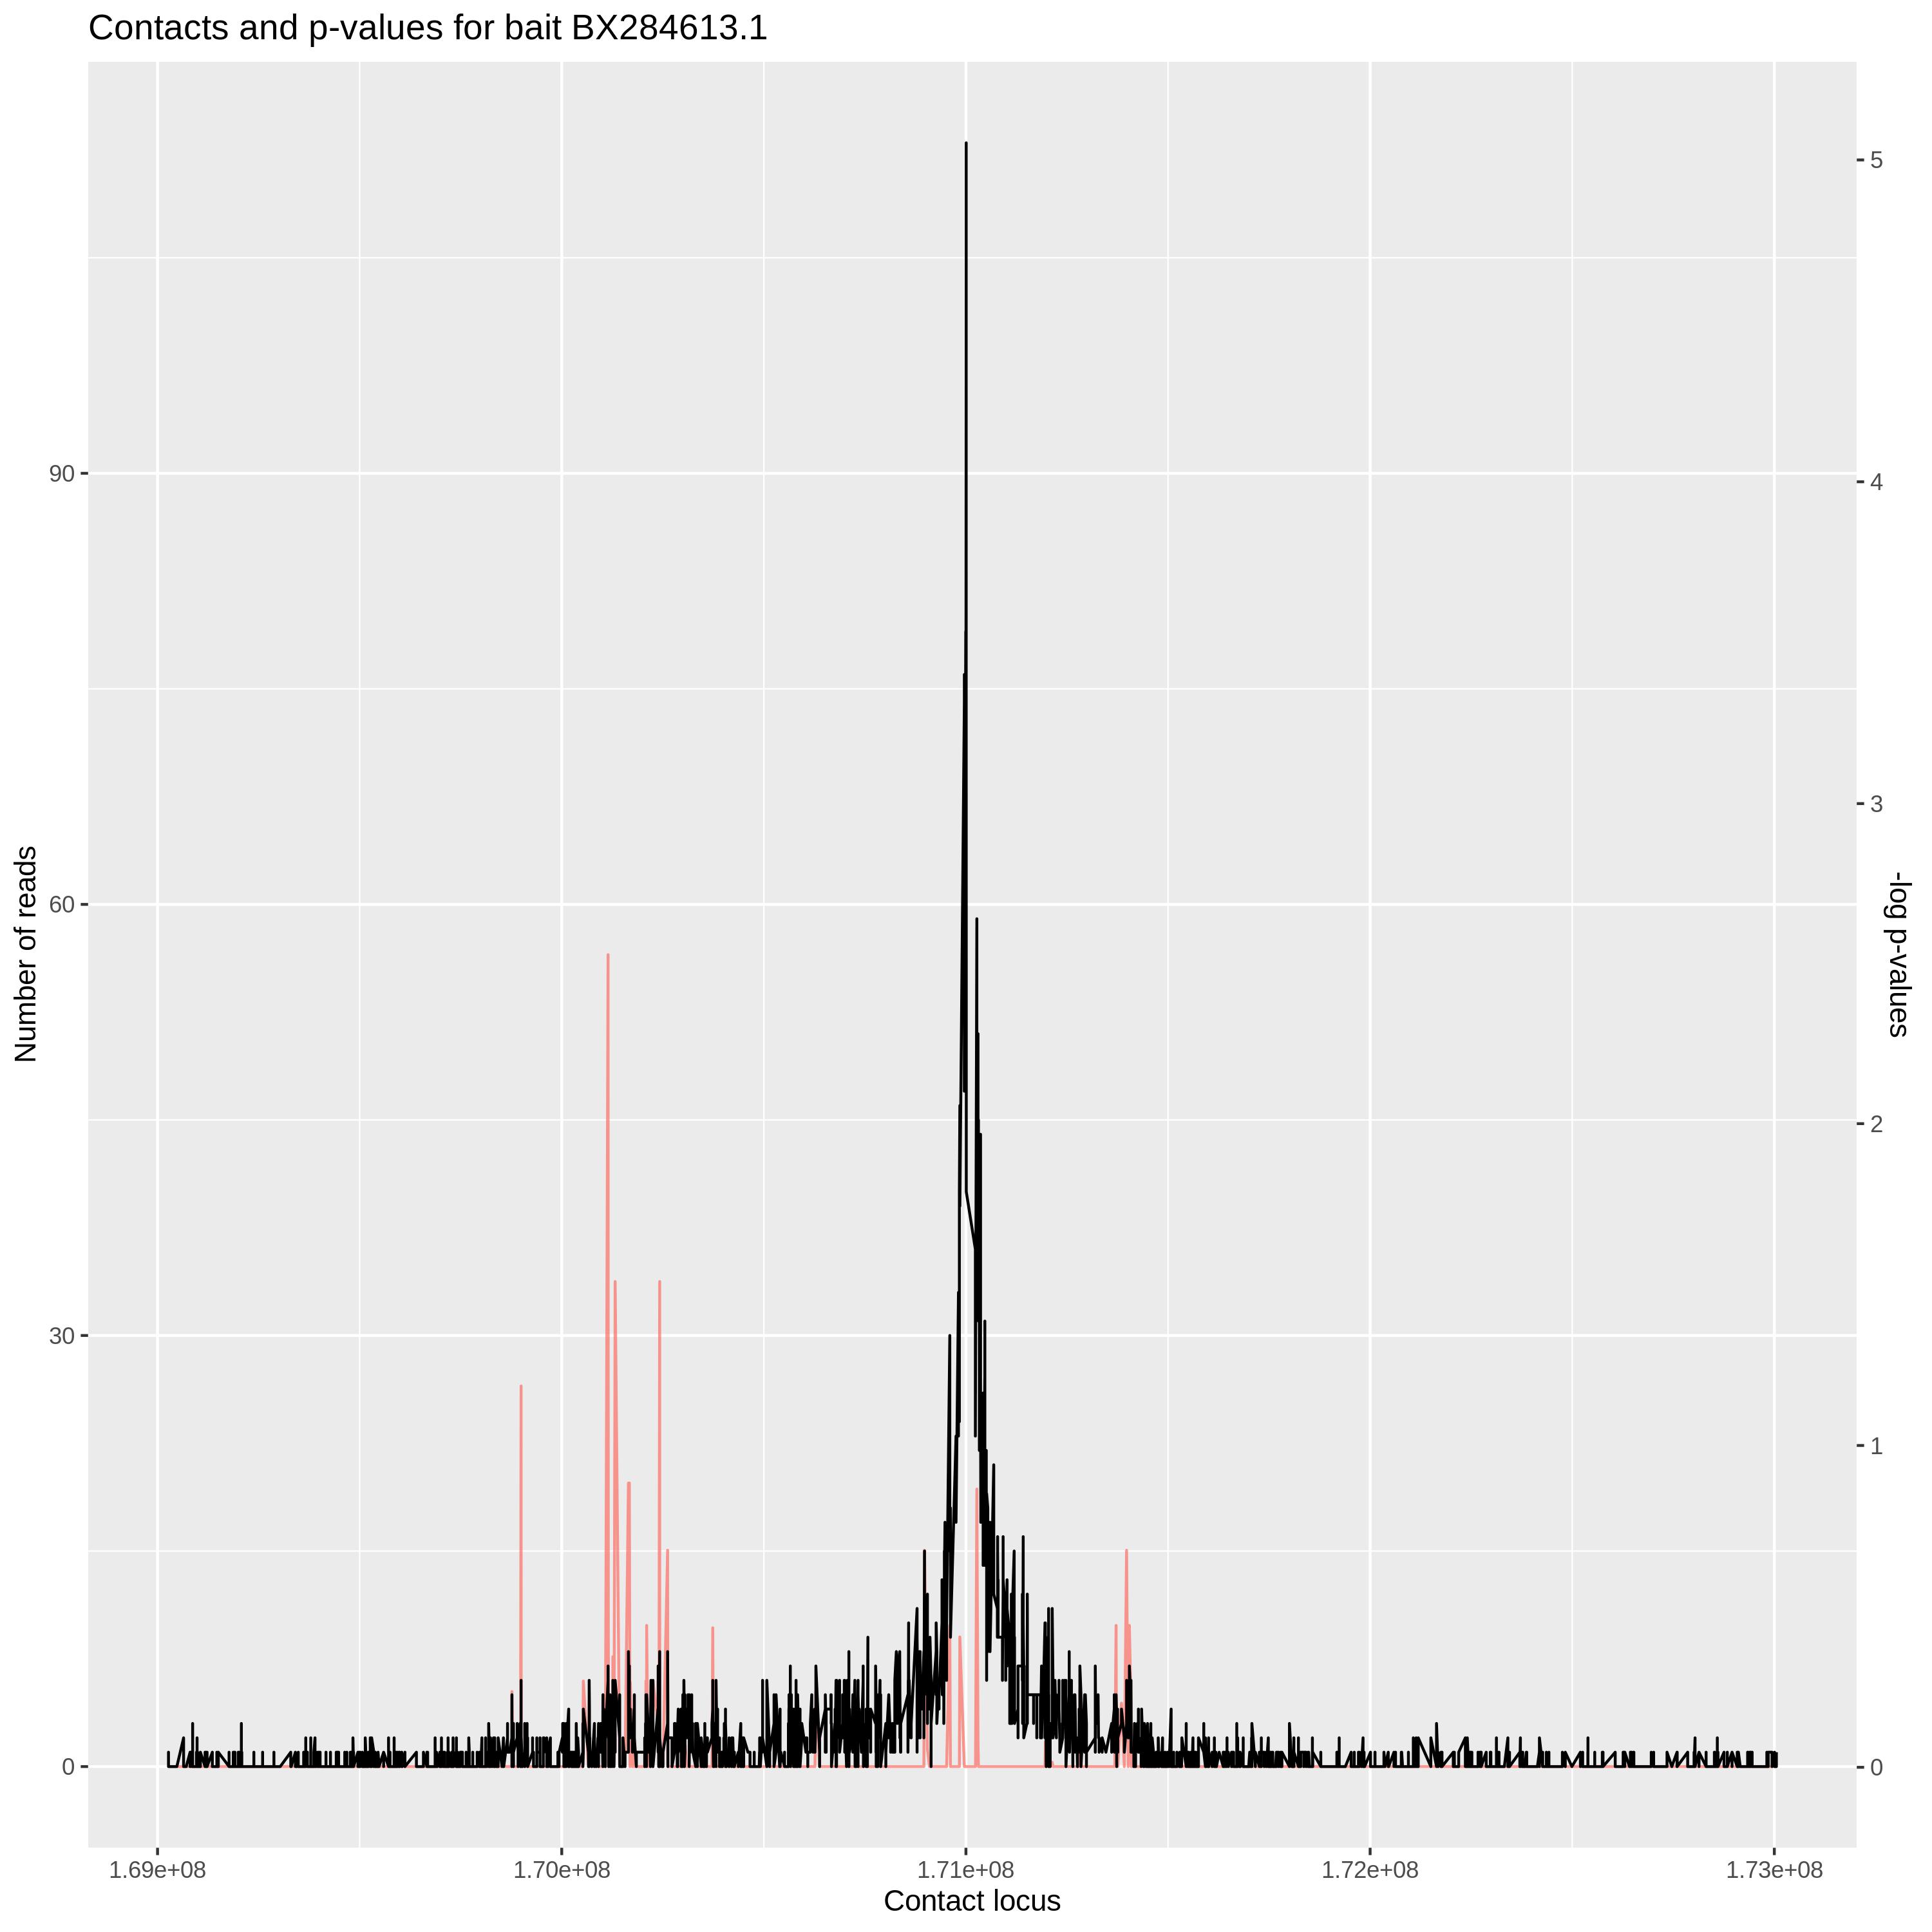 Contacts and p-values for bait BX284613.1
Number of reads
90
60
30
0
5
4
3
2
1
0
-log p-values
1.69e+08
1.70e+08
1.71e+08
1.72e+08
1.73e+08
Contact locus